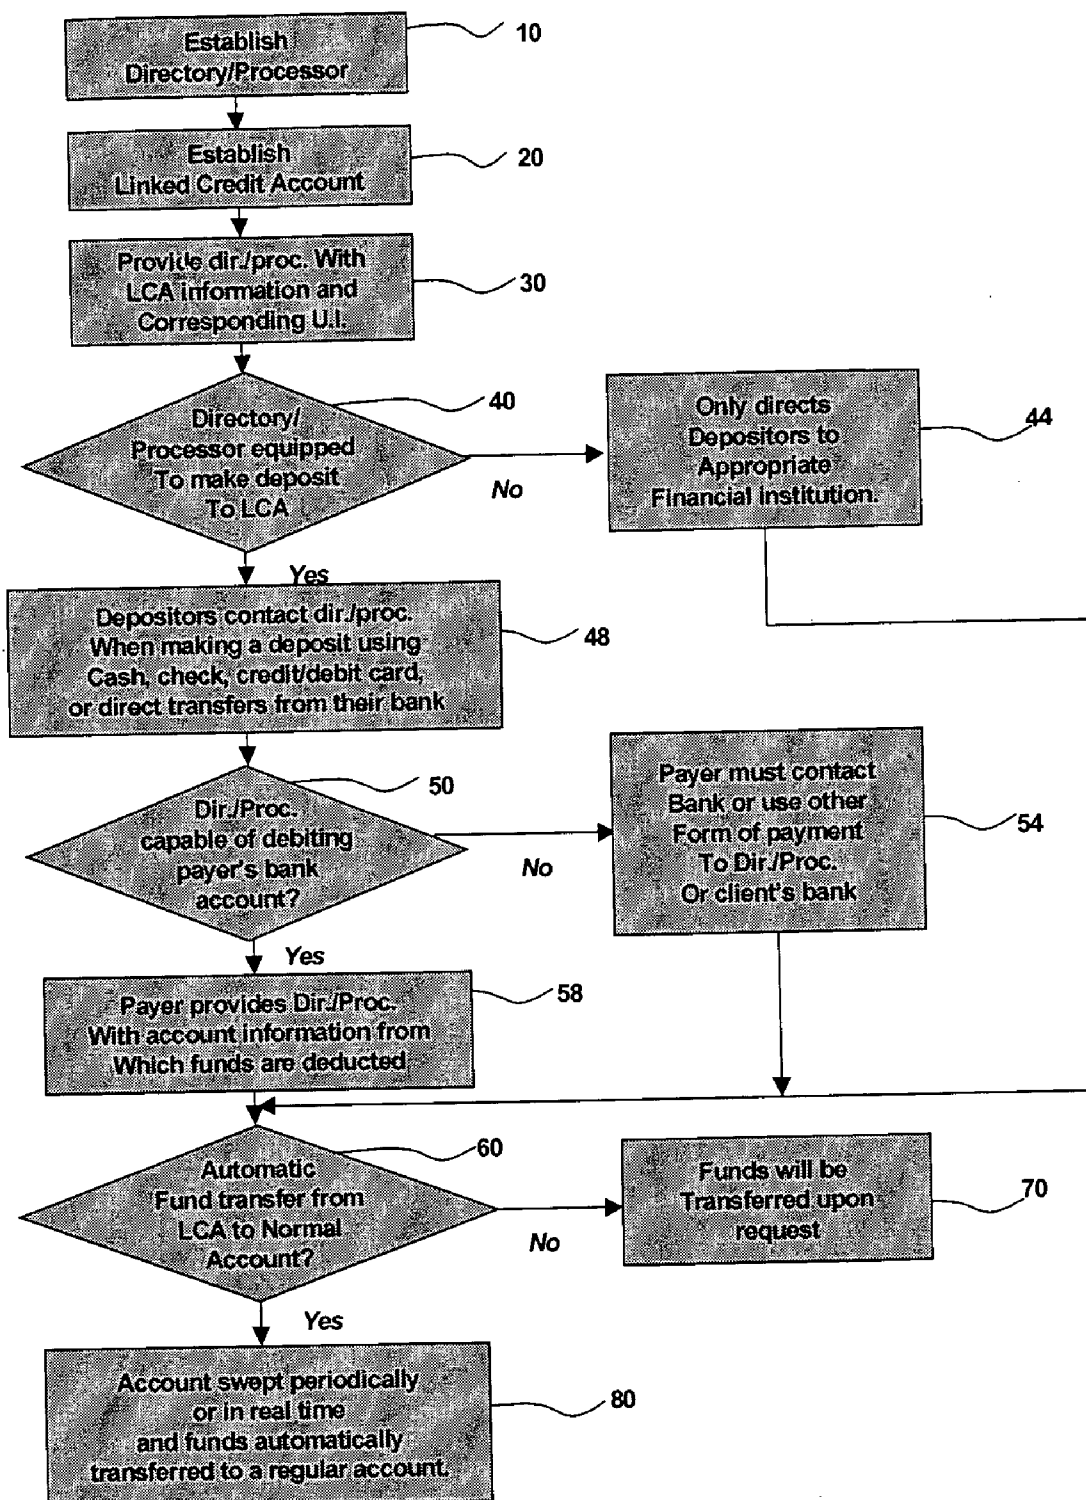 Establish
Directory/Processor
10
Establish
Linked Credit Account
20
Provide dir./proc. With
LCA information and
Corresponding U.I.
30
Directory/
Processor equipped
To make deposit
To LCA
40
No
Only directs
Depositors to
Appropriate
Financial institution.
44
Yes
Depositors contact dir./proc.
When making a deposit using
Cash, check, credit/debit card,
or direct transfers from their bank
48
Dir./Proc.
capable of debiting
payer's bank
account?
50
No
Payer must contact
Bank or use other
Form of payment
To Dir./Proc.
Or client's bank
54
Yes
Payer provides Dir./Proc.
With account information from
Which funds are deducted
58
Automatic
Fund transfer from
LCA to Normal
Account?
60
No
Funds will be
Transferred upon
request
70
Yes
Account swept periodically
or in real time
and funds automatically
transferred to a regular account.
80